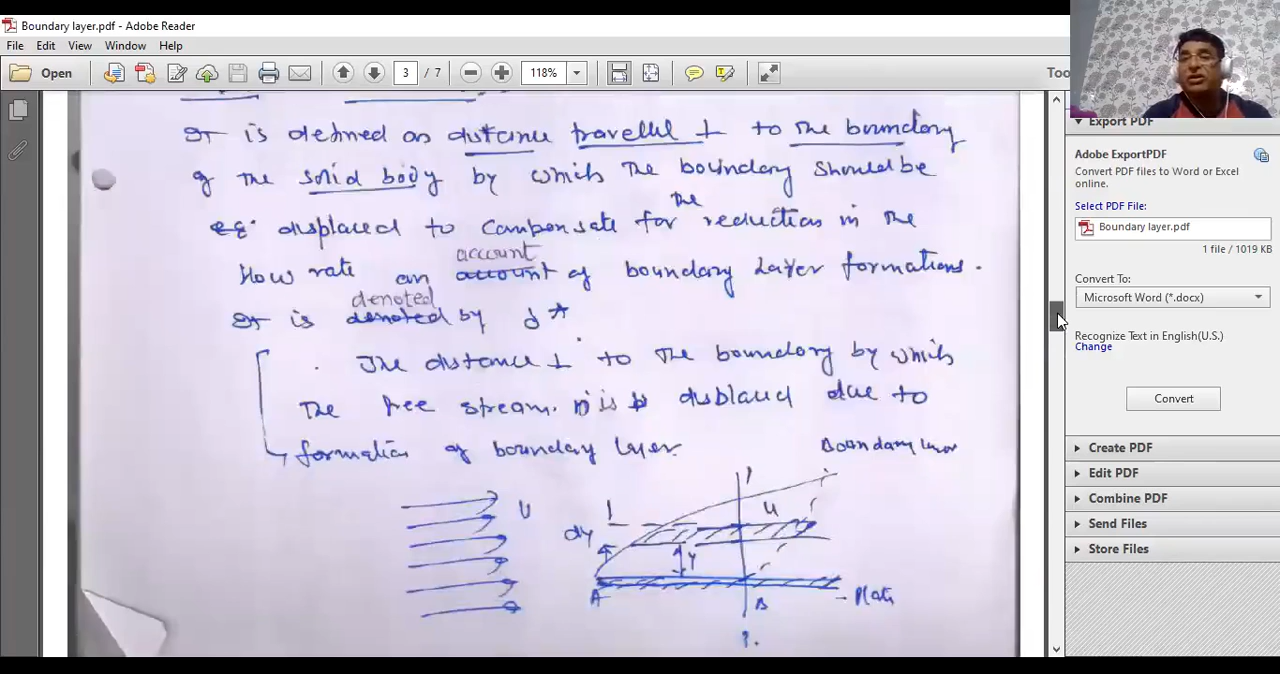 Boundary layer.pdf - Adobe Reader
File Edit View Window Help
Open 3 / 7 118% Too
It is defined as distance travelled ⊥ to the boundary
of the solid body by which the boundary should be
the
displaced to compensate for reduction in the
account
flow rate on account of boundary layer formations.
denoted
It is denoted by δ*
The distance ⊥ to the boundary by which
The free stream is displaced due to
formation of boundary layer.
Boundary layer
U
dy
u
y
A
B
Plate
Export PDF
Adobe ExportPDF
Convert PDF files to Word or Excel
online.
Select PDF File:
Boundary layer.pdf
1 file / 1019 KB
Convert To:
Microsoft Word (*.docx)
Recognize Text in English(U.S.)
Change
Convert
Create PDF
Edit PDF
Combine PDF
Send Files
Store Files